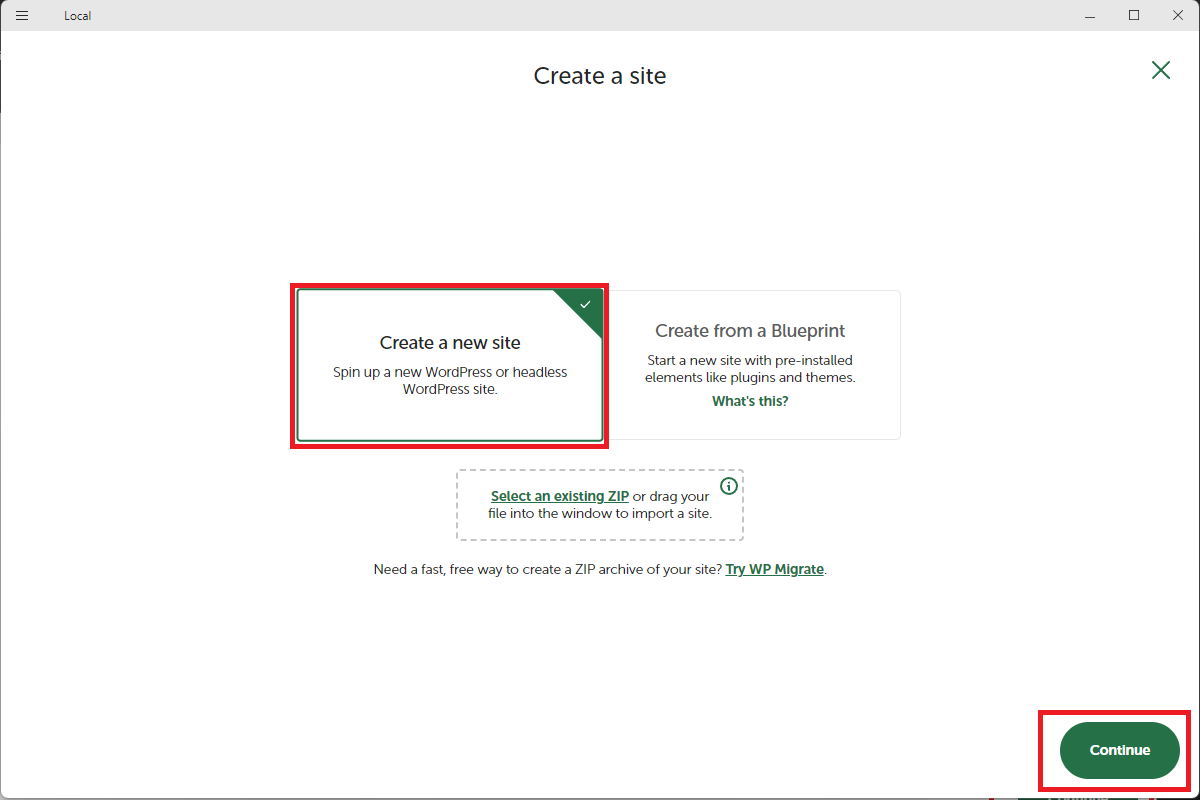 Local
Create a site
Create a new site
Spin up a new WordPress or headless
WordPress site.
Create from a Blueprint
Start a new site with pre-installed
elements like plugins and themes.
What's this?
Select an existing ZIP or drag your
file into the window to import a site.
Need a fast, free way to create a ZIP archive of your site? Try WP Migrate.
Continue